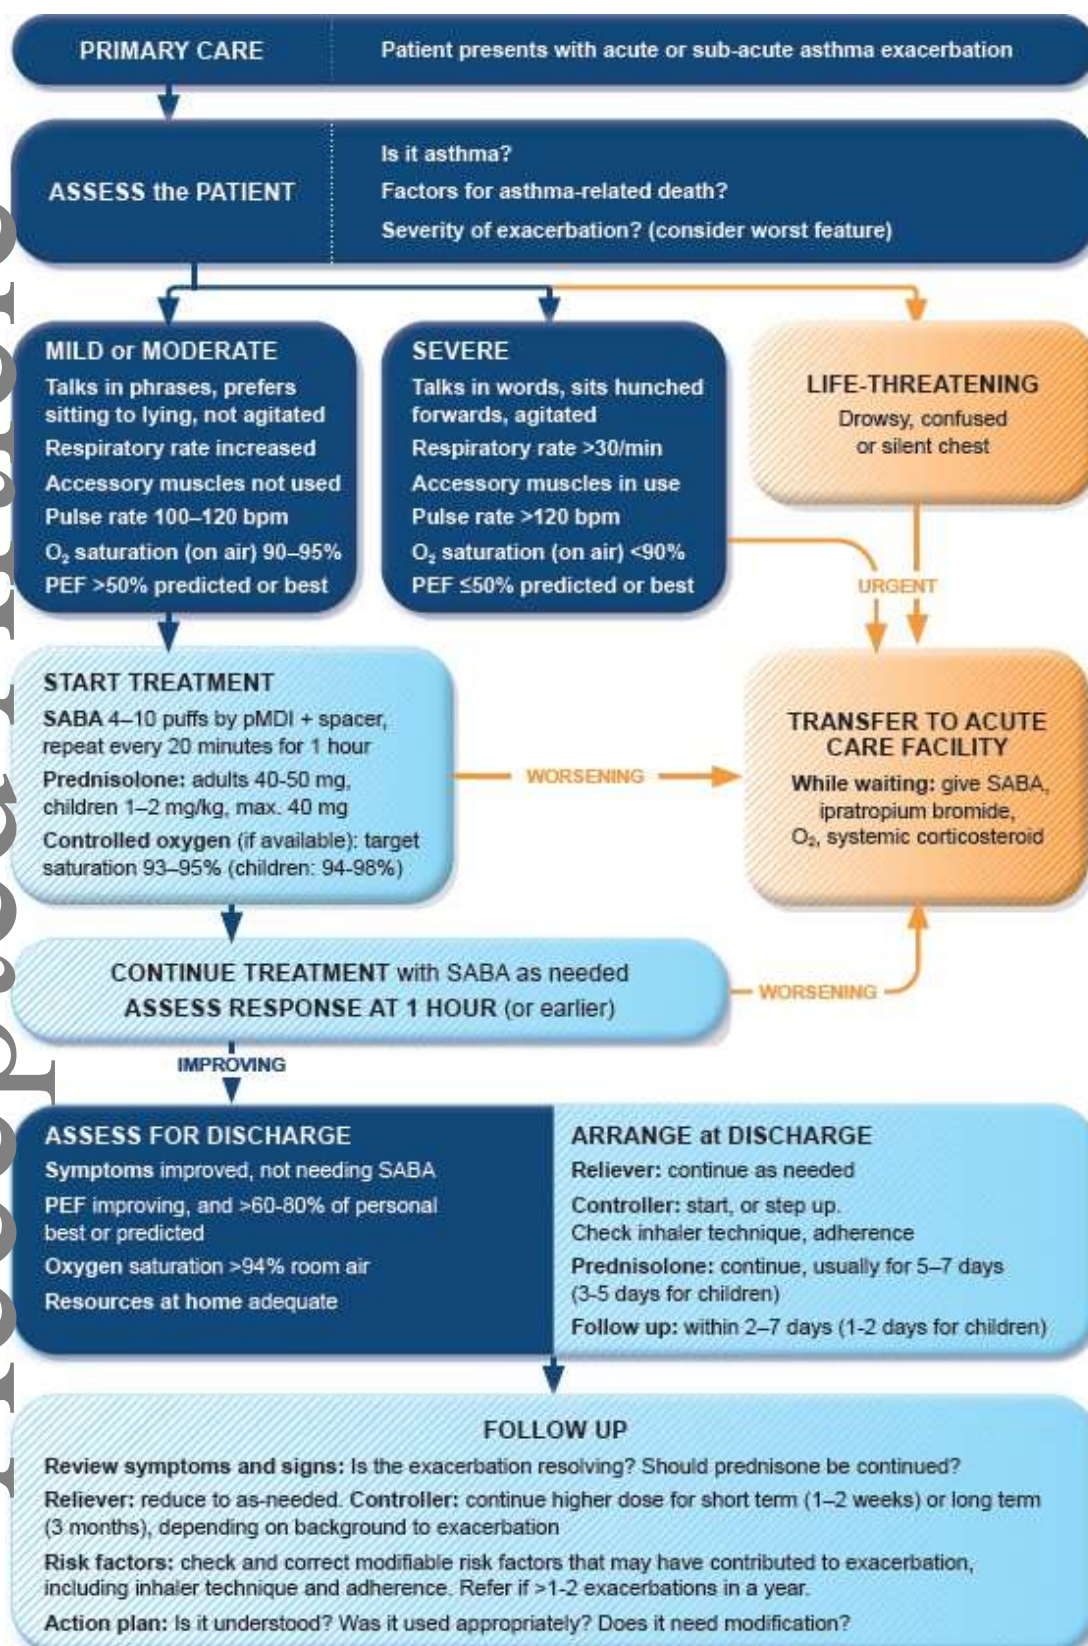 PRIMARY CARE
Patient presents with acute or sub-acute asthma exacerbation
ASSESS the PATIENT
Is it asthma?
Factors for asthma-related death?
Severity of exacerbation? (consider worst feature)
MILD or MODERATE
Talks in phrases, prefers
sitting to lying, not agitated
Respiratory rate increased
Accessory muscles not used
Pulse rate 100–120 bpm
O₂ saturation (on air) 90–95%
PEF >50% predicted or best
SEVERE
Talks in words, sits hunched
forwards, agitated
Respiratory rate >30/min
Accessory muscles in use
Pulse rate >120 bpm
O₂ saturation (on air) <90%
PEF ≤50% predicted or best
LIFE-THREATENING
Drowsy, confused
or silent chest
URGENT
START TREATMENT
SABA 4–10 puffs by pMDI + spacer,
repeat every 20 minutes for 1 hour
Prednisolone: adults 40-50 mg,
children 1–2 mg/kg, max. 40 mg
Controlled oxygen (if available): target
saturation 93–95% (children: 94-98%)
WORSENING
TRANSFER TO ACUTE
CARE FACILITY
While waiting: give SABA,
ipratropium bromide,
O₂, systemic corticosteroid
CONTINUE TREATMENT with SABA as needed
ASSESS RESPONSE AT 1 HOUR (or earlier)
WORSENING
IMPROVING
ASSESS FOR DISCHARGE
Symptoms improved, not needing SABA
PEF improving, and >60-80% of personal
best or predicted
Oxygen saturation >94% room air
Resources at home adequate
ARRANGE at DISCHARGE
Reliever: continue as needed
Controller: start, or step up.
Check inhaler technique, adherence
Prednisolone: continue, usually for 5–7 days
(3-5 days for children)
Follow up: within 2–7 days (1-2 days for children)
FOLLOW UP
Review symptoms and signs: Is the exacerbation resolving? Should prednisone be continued?
Reliever: reduce to as-needed. Controller: continue higher dose for short term (1–2 weeks) or long term
(3 months), depending on background to exacerbation
Risk factors: check and correct modifiable risk factors that may have contributed to exacerbation,
including inhaler technique and adherence. Refer if >1-2 exacerbations in a year.
Action plan: Is it understood? Was it used appropriately? Does it need modification?